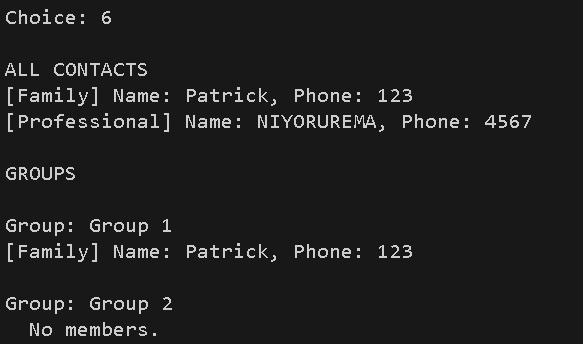 Choice: 6
ALL CONTACTS
[Family] Name: Patrick, Phone: 123
[Professional] Name: NIYORUREMA, Phone: 4567
GROUPS
Group: Group 1
[Family] Name: Patrick, Phone: 123
Group: Group 2
No members.